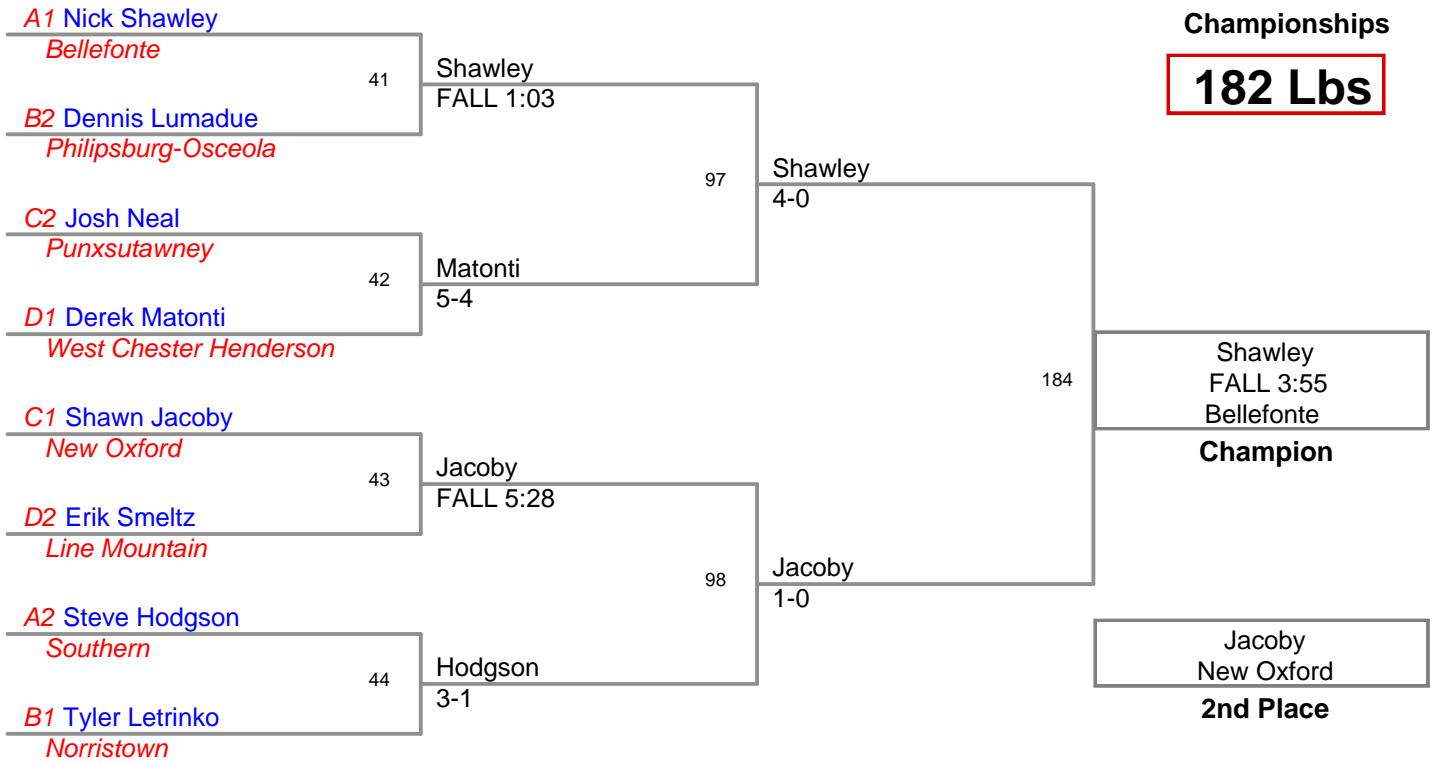 Championships
182 Lbs
A1 Nick Shawley
Bellefonte
41
B2 Dennis Lumadue
Philipsburg-Osceola
Shawley
FALL 1:03
C2 Josh Neal
Punxsutawney
42
D1 Derek Matonti
West Chester Henderson
Matonti
5-4
97
Shawley
4-0
C1 Shawn Jacoby
New Oxford
43
D2 Erik Smeltz
Line Mountain
Jacoby
FALL 5:28
A2 Steve Hodgson
Southern
44
B1 Tyler Letrinko
Norristown
Hodgson
3-1
98
Jacoby
1-0
184
Shawley
FALL 3:55
Bellefonte
Champion
Jacoby
New Oxford
2nd Place